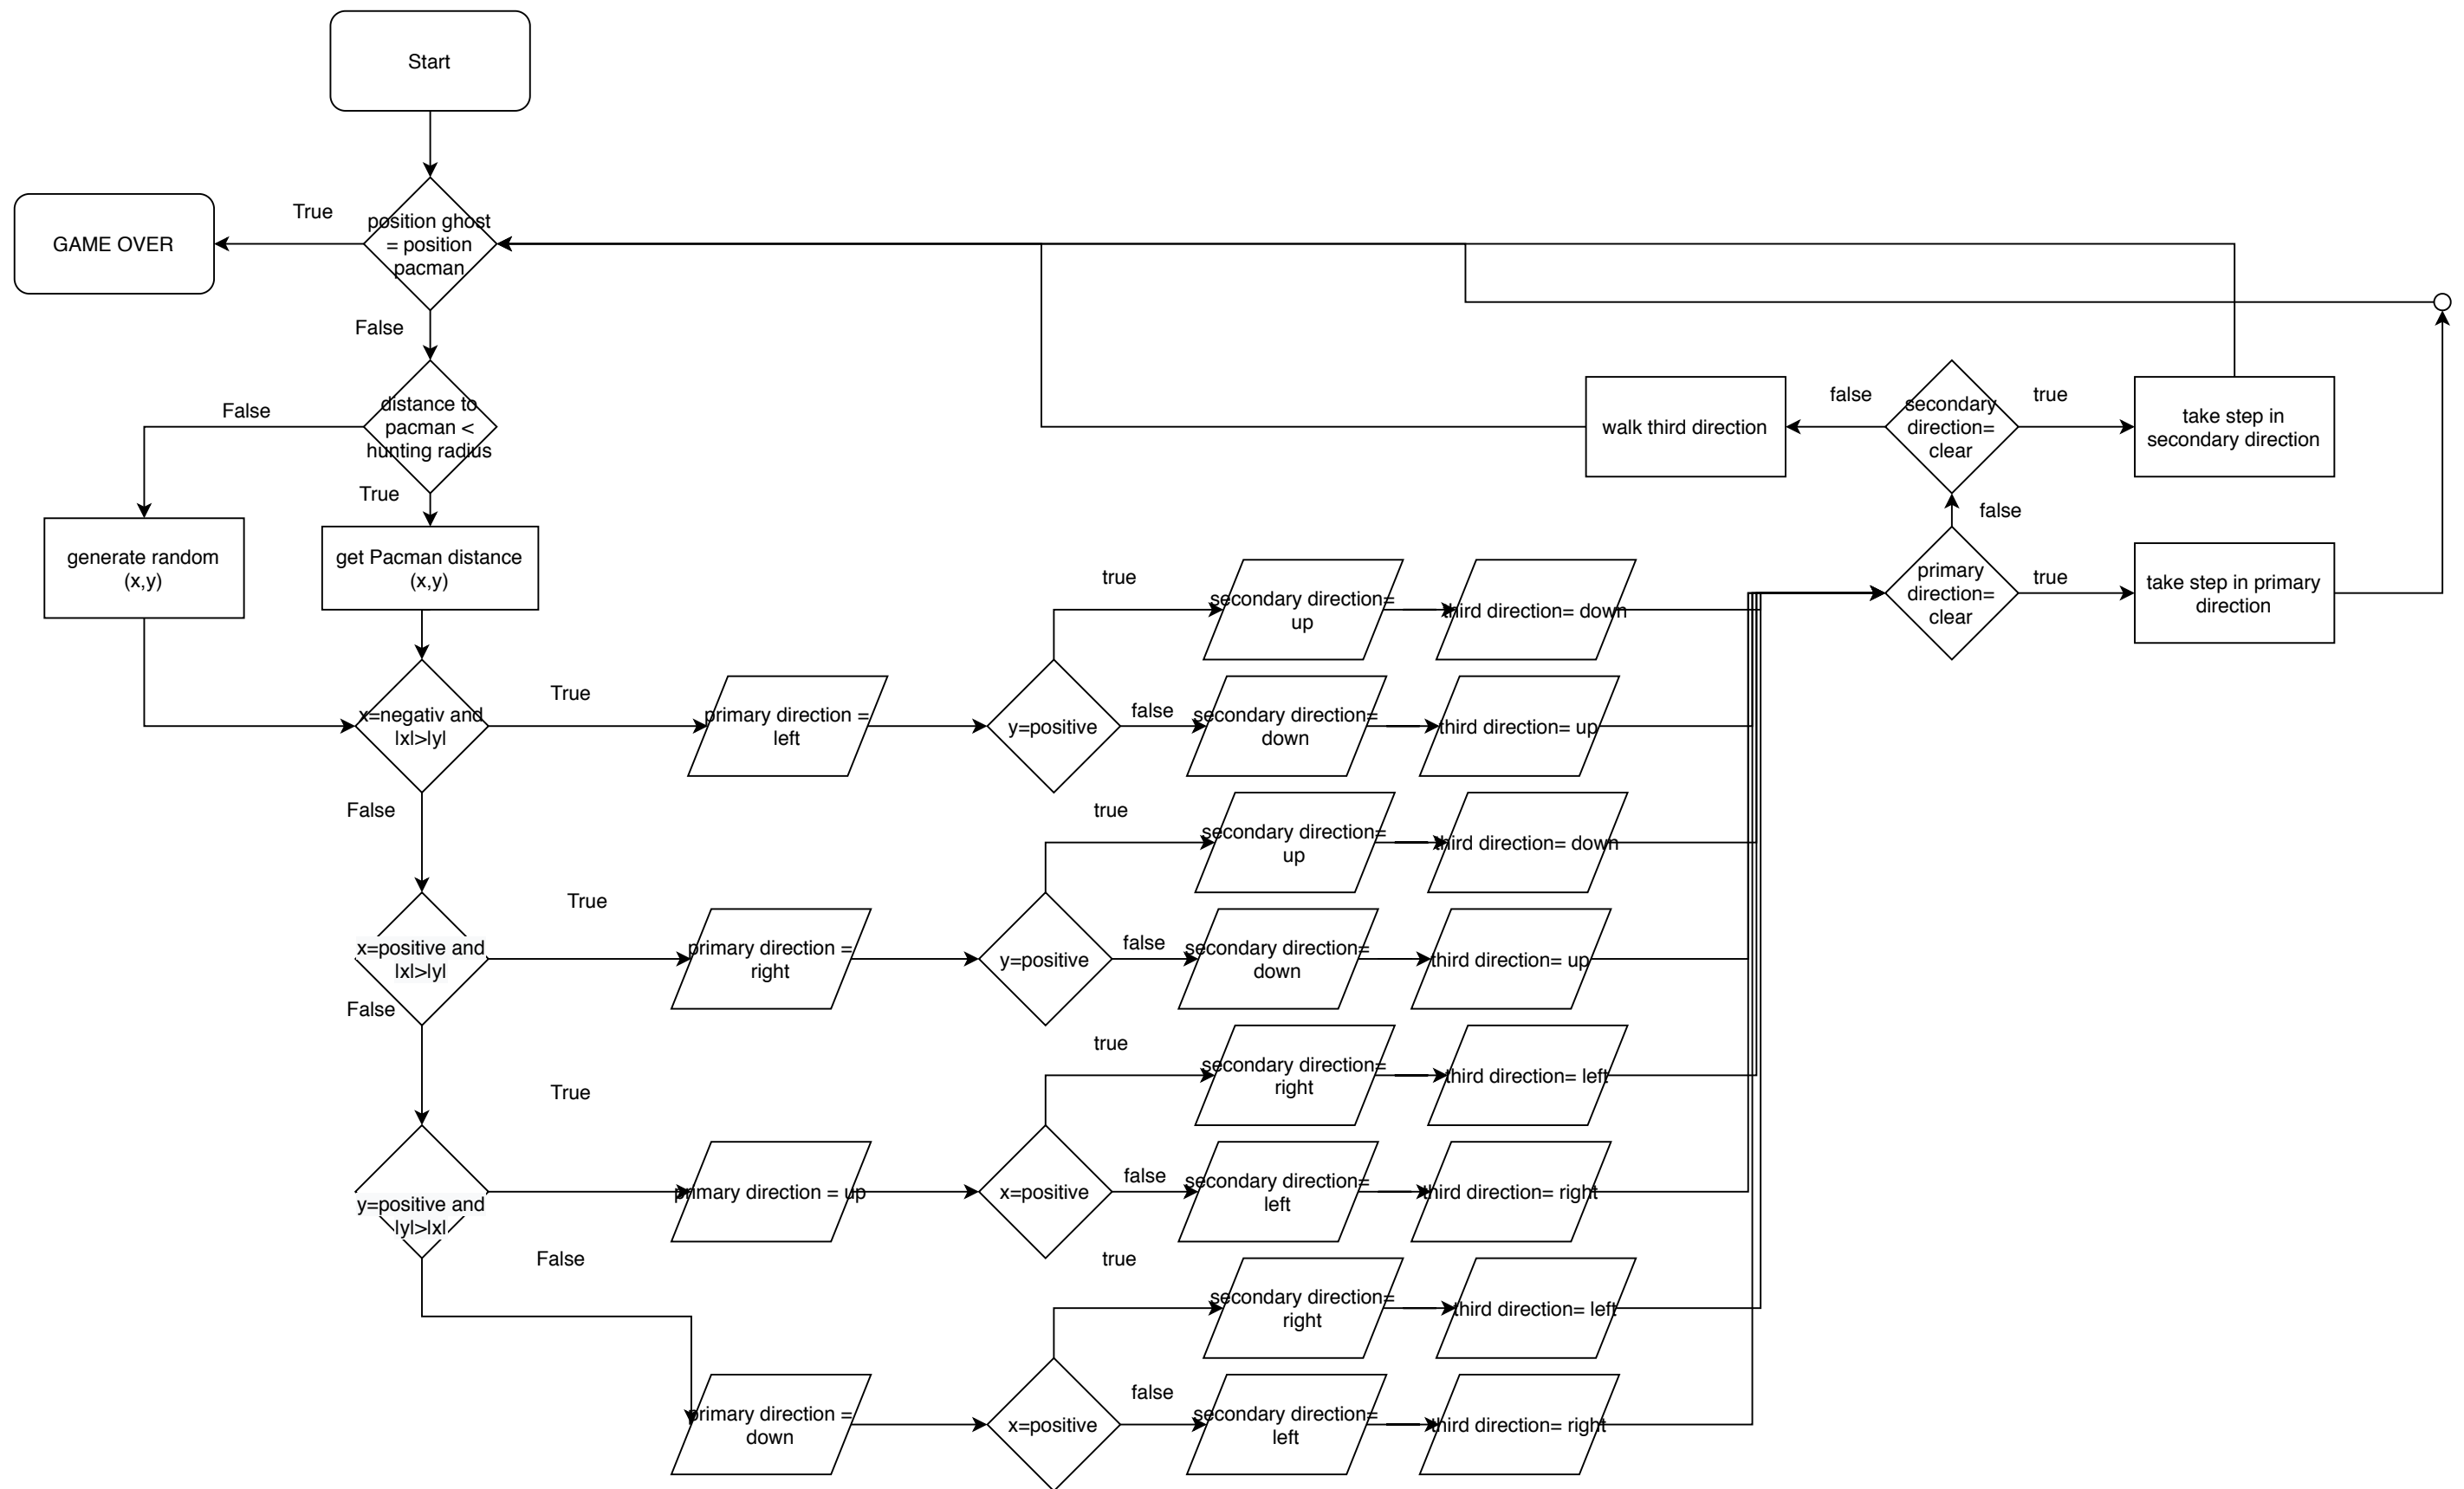 Start
True
position ghost
= position
pacman
GAME OVER
False
distance to
pacman <
hunting radius
False
True
generate random
(x,y)
get Pacman distance
(x,y)
walk third direction
false
secondary
direction=
clear
true
take step in
secondary direction
false
primary
direction=
clear
true
take step in primary
direction
true
secondary direction=
up
third direction= down
x=negativ and
|x|>|y|
True
primary direction =
left
y=positive
false
secondary direction=
down
third direction= up
False
true
secondary direction=
up
third direction= down
x=positive and
|x|>|y|
True
primary direction =
right
y=positive
false
secondary direction=
down
third direction= up
False
true
secondary direction=
right
third direction= left
True
y=positive and
|y|>|x|
primary direction = up
x=positive
false
secondary direction=
left
third direction= right
False
true
secondary direction=
right
third direction= left
primary direction =
down
x=positive
false
secondary direction=
left
third direction= right